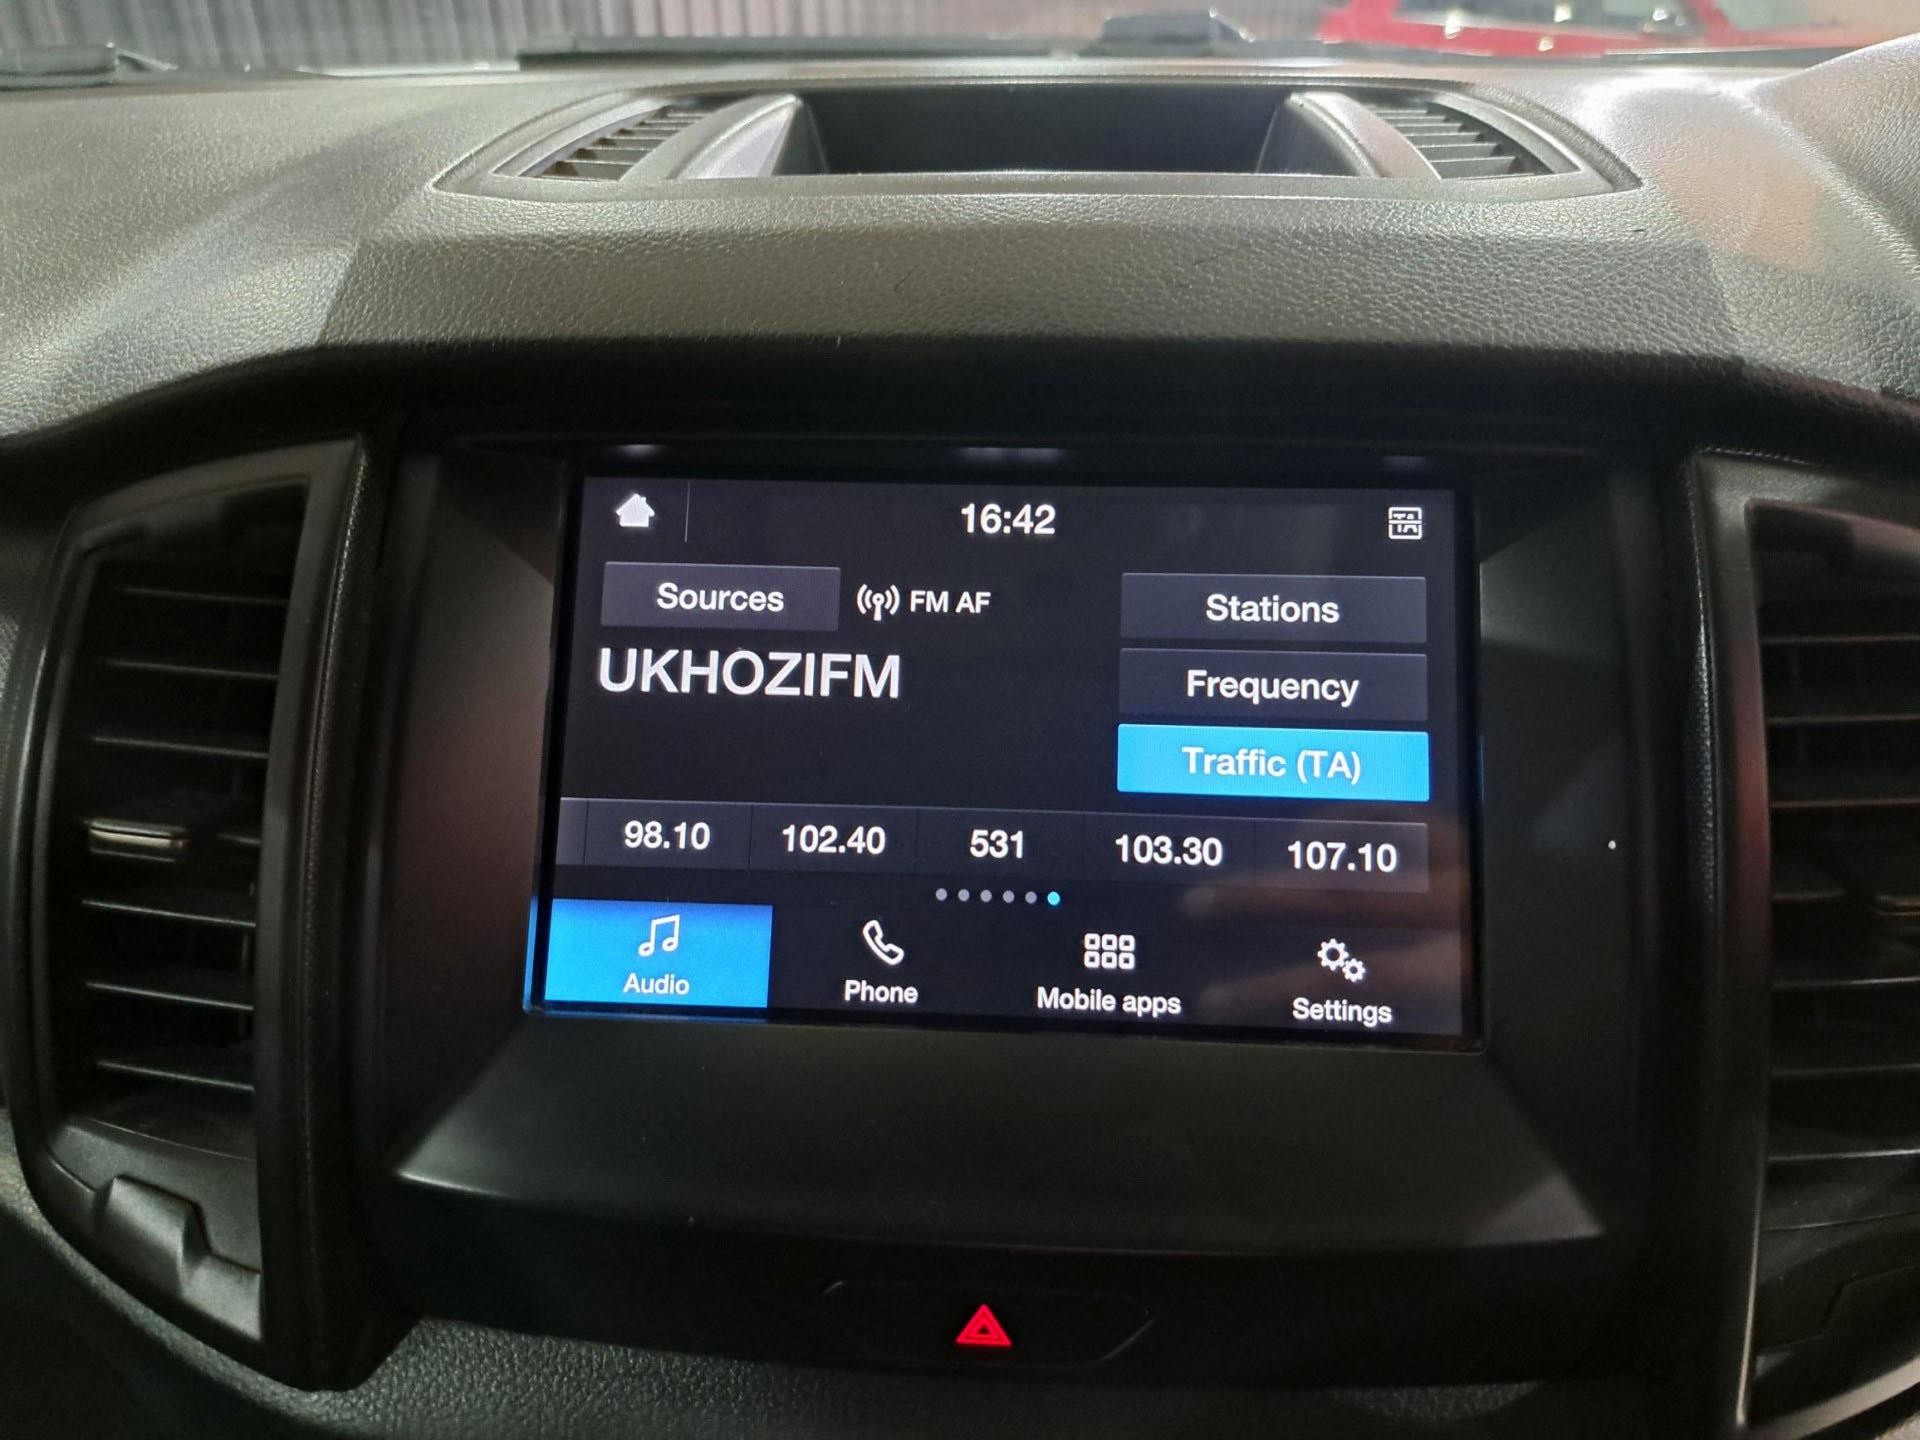 16:42
TA
Sources
FM AF
Stations
UKHOZIFM
Frequency
Traffic (TA)
98.10 102.40 531 103.30 107.10
Audio Phone Mobile apps Settings